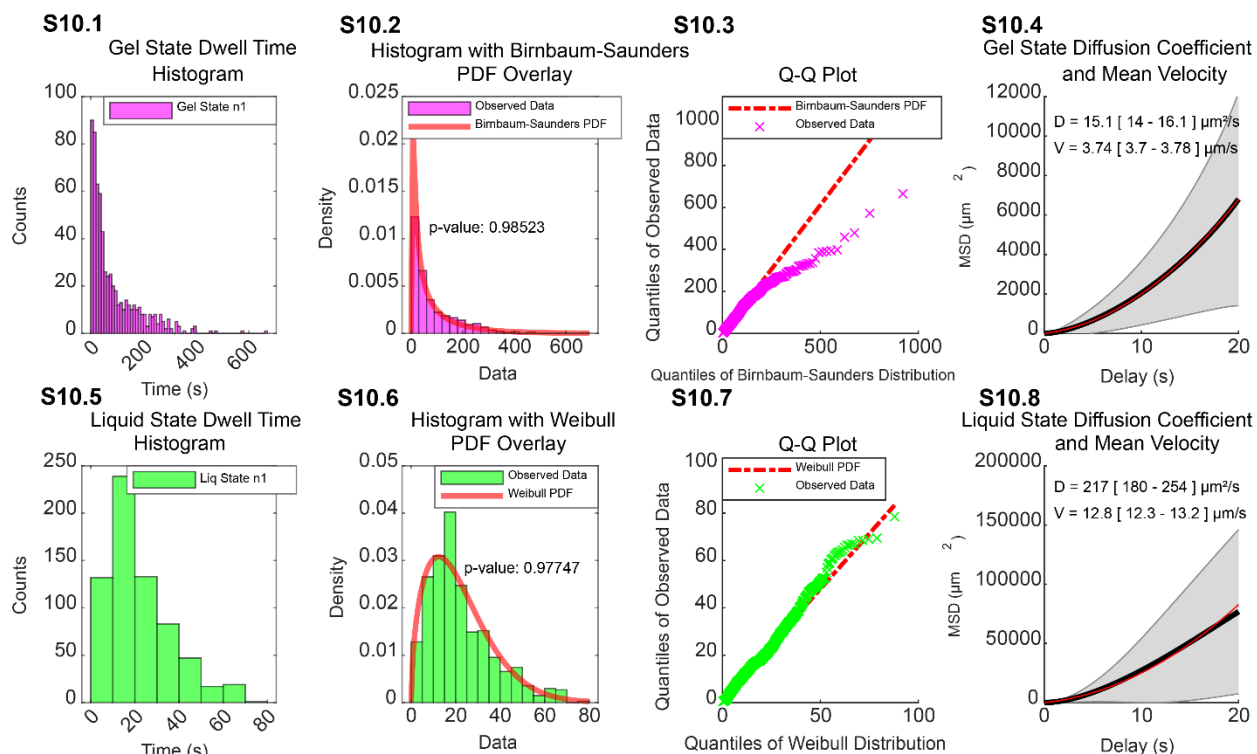 S10.1
Gel State Dwell Time
Histogram
Gel State n1
Counts
100
80
60
40
20
0
0
200
400
600
Time (s)
S10.2
Histogram with Birnbaum-Saunders
PDF Overlay
Observed Data
Birnbaum-Saunders PDF
p-value: 0.98523
Density
0.025
0.02
0.015
0.01
0.005
0
0
200
400
600
Data
S10.3
Q-Q Plot
Birnbaum-Saunders PDF
Observed Data
Quantiles of Observed Data
800
600
400
200
0
0
500
1000
Quantiles of Birnbaum-Saunders Distribution
S10.4
Gel State Diffusion Coefficient
and Mean Velocity
D = 15.1 [ 14 - 16.1 ] µm²/s
V = 3.74 [ 3.7 - 3.78 ] µm/s
MSD (µm²)
12000
10000
8000
6000
4000
2000
0
0
10
20
Delay (s)
S10.5
Liquid State Dwell Time
Histogram
Liq State n1
Counts
250
200
150
100
50
0
0
20
40
60
80
Time (s)
S10.6
Histogram with Weibull
PDF Overlay
Observed Data
Weibull PDF
p-value: 0.97747
Density
0.05
0.04
0.03
0.02
0.01
0
0
20
40
60
80
Data
S10.7
Q-Q Plot
Weibull PDF
Observed Data
Quantiles of Observed Data
100
80
60
40
20
0
0
50
100
Quantiles of Weibull Distribution
S10.8
Liquid State Diffusion Coefficient
and Mean Velocity
D = 217 [ 180 - 254 ] µm²/s
V = 12.8 [ 12.3 - 13.2 ] µm/s
MSD (µm²)
200000
150000
100000
50000
0
0
10
20
Delay (s)